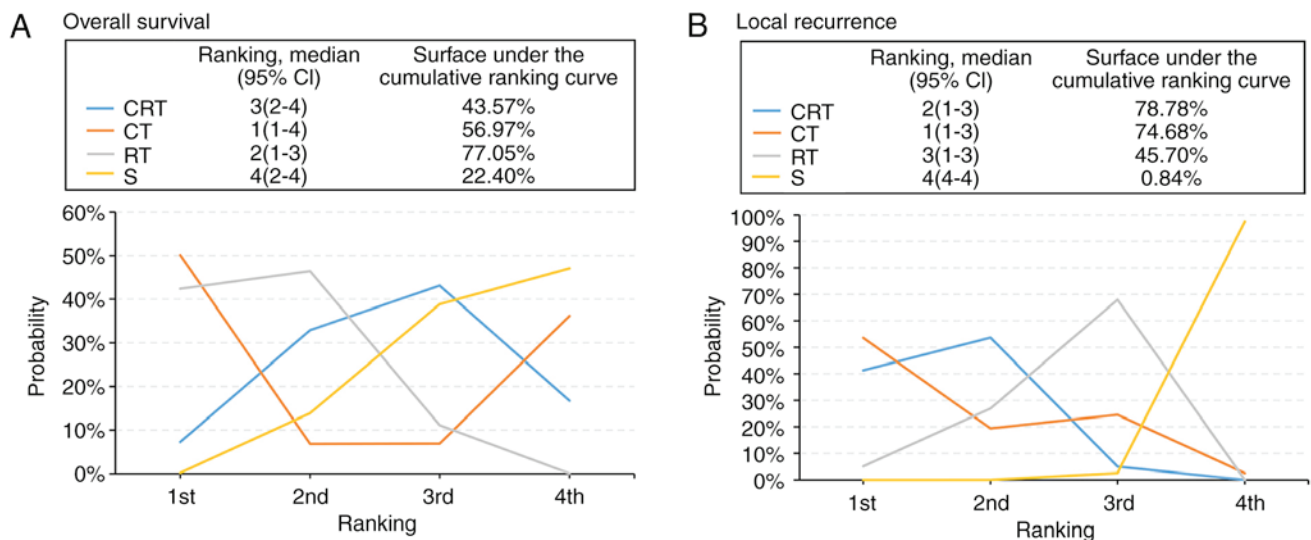 A Overall survival
Ranking, median Surface under the
(95% CI) cumulative ranking curve
CRT 3(2-4) 43.57%
CT 1(1-4) 56.97%
RT 2(1-3) 77.05%
S 4(2-4) 22.40%
60%
50%
40%
30%
20%
10%
0%
Probability
1st 2nd 3rd 4th
Ranking
B Local recurrence
Ranking, median Surface under the
(95% CI) cumulative ranking curve
CRT 2(1-3) 78.78%
CT 1(1-3) 74.68%
RT 3(1-3) 45.70%
S 4(4-4) 0.84%
100%
90%
80%
70%
60%
50%
40%
30%
20%
10%
0%
Probability
1st 2nd 3rd 4th
Ranking